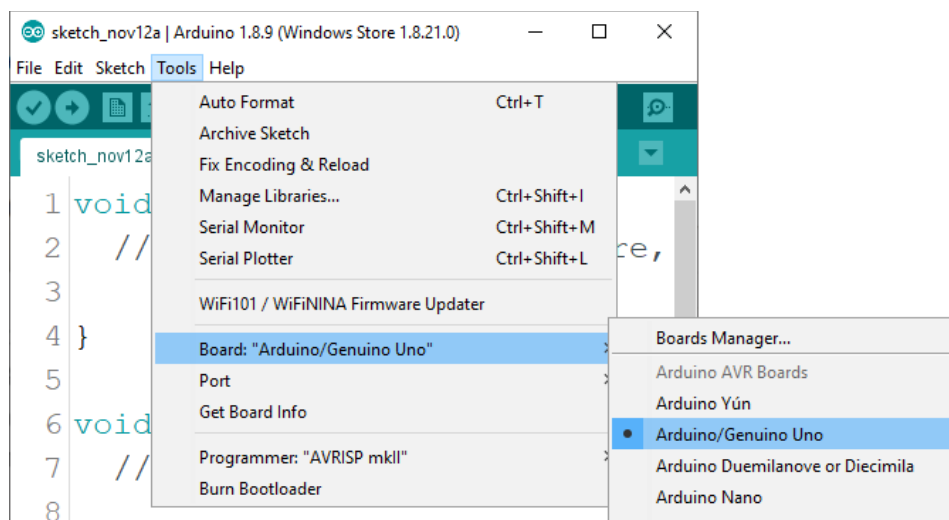 sketch_nov12a | Arduino 1.8.9 (Windows Store 1.8.21.0)
File Edit Sketch Tools Help
Auto Format Ctrl+T
Archive Sketch
sketch_nov12a
Fix Encoding & Reload
1 void
Manage Libraries... Ctrl+Shift+I
Serial Monitor Ctrl+Shift+M
2 // re,
Serial Plotter Ctrl+Shift+L
3
WiFi101 / WiFiNINA Firmware Updater
4 }
Board: "Arduino/Genuino Uno"
5
Port
Get Board Info
6 void
Programmer: "AVRISP mkII"
7 //
Burn Bootloader
8
Boards Manager...
Arduino AVR Boards
Arduino Yún
Arduino/Genuino Uno
Arduino Duemilanove or Diecimila
Arduino Nano